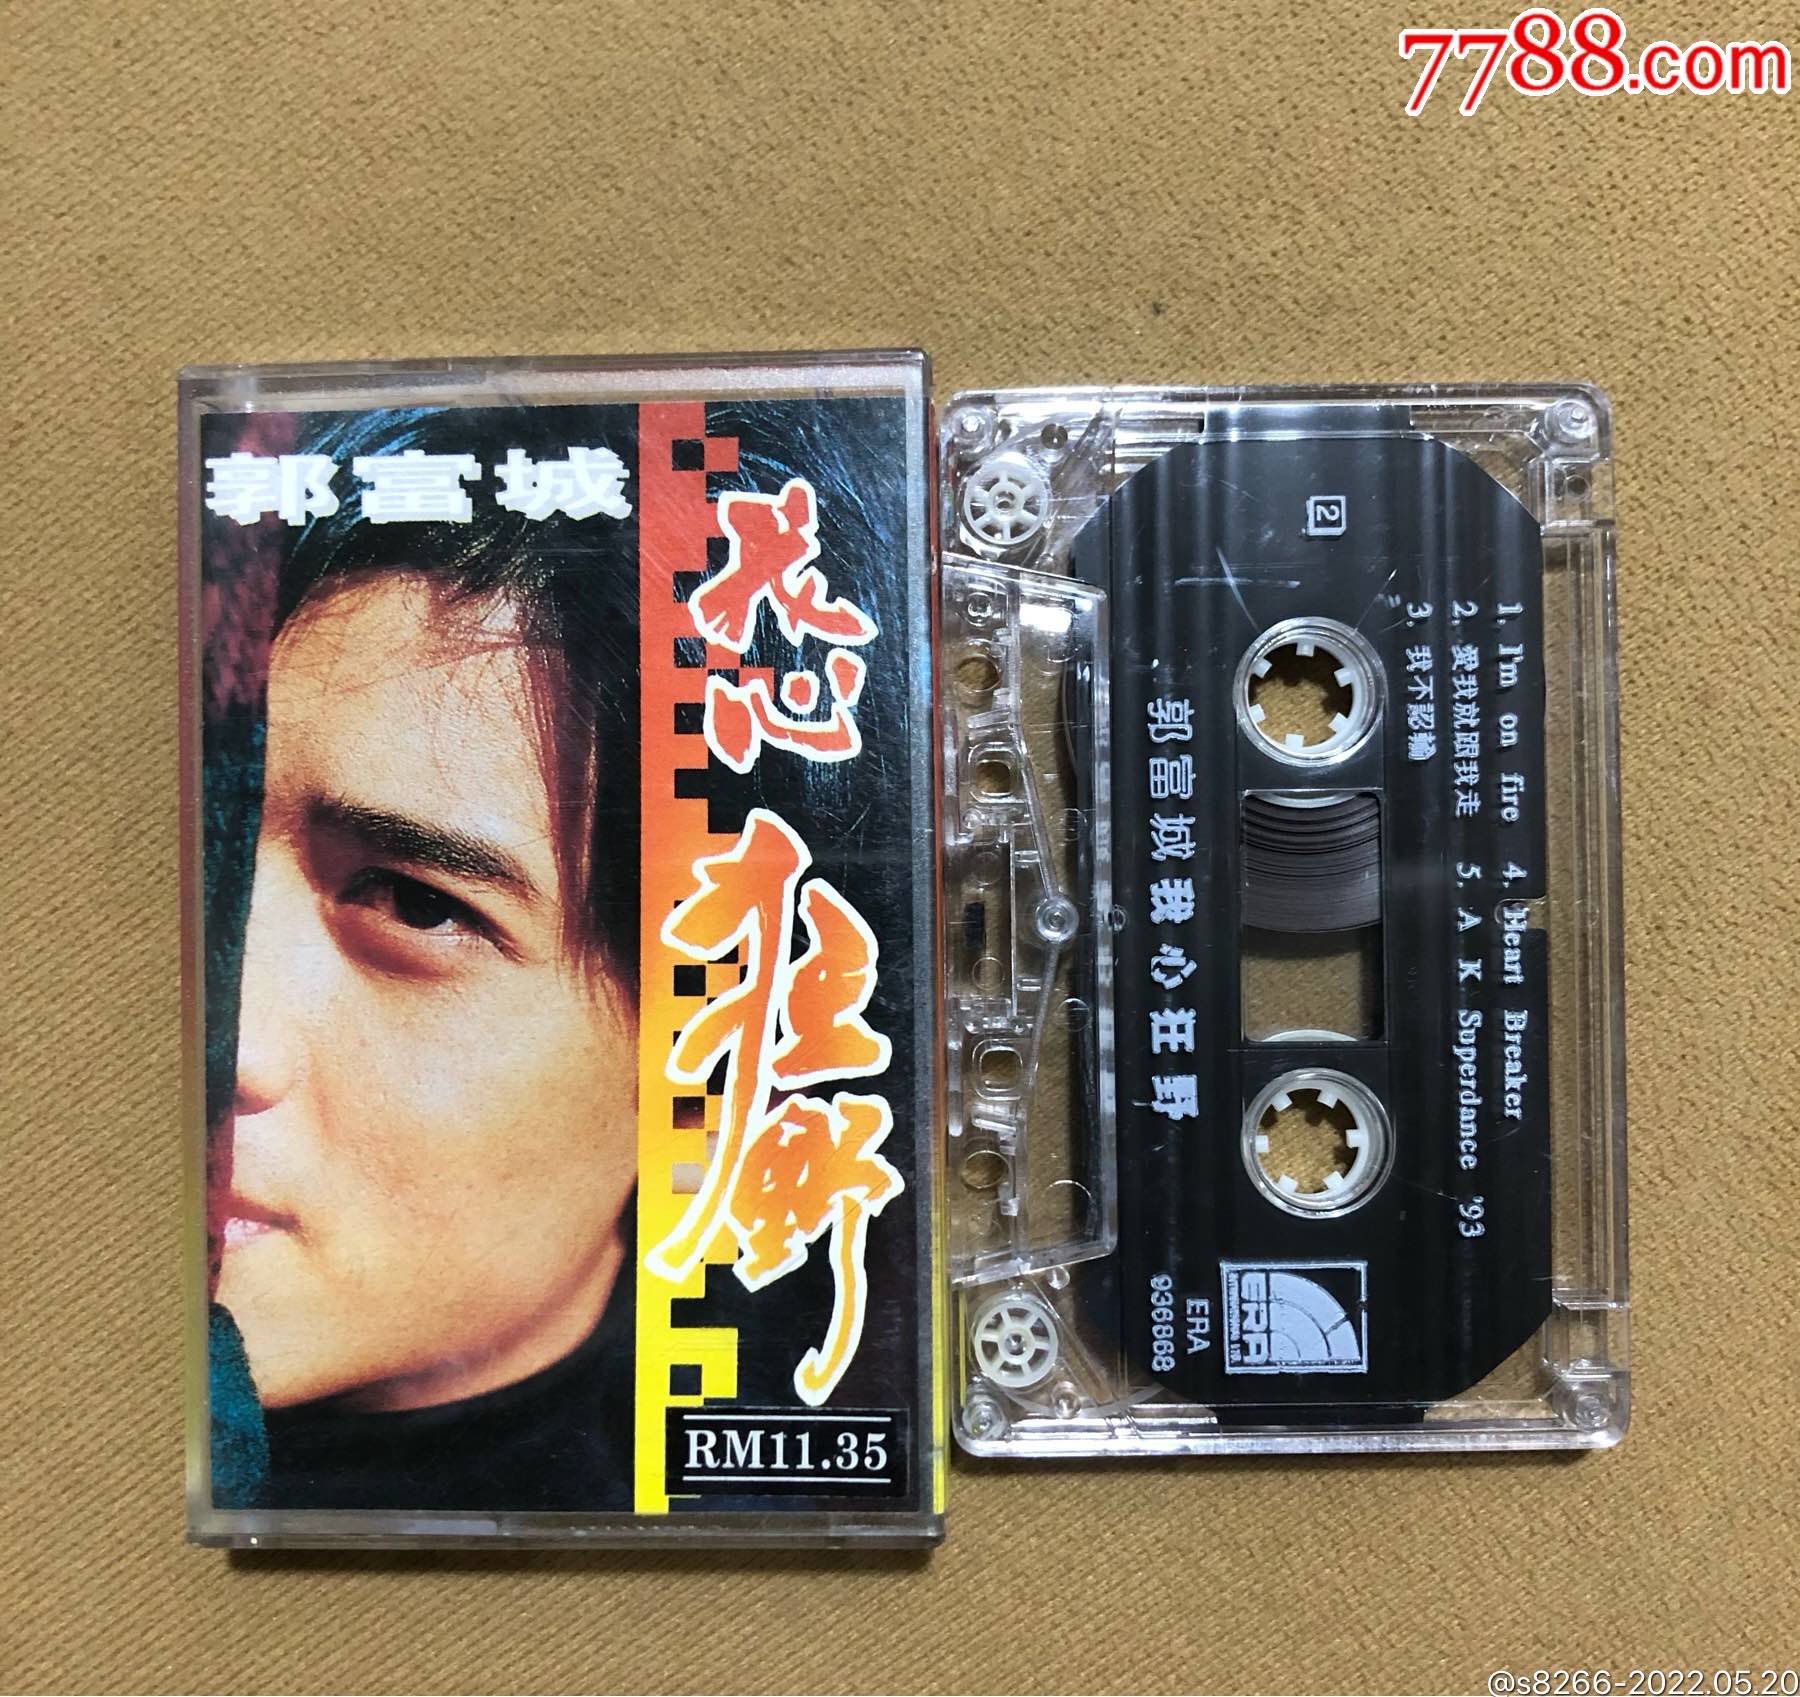 7788.com
郭富城
我心
狂野
RM11.35
2
1. I'm on fire
2. 愛我就跟我走
3. 我不認輸
4. Heart Breaker
5. A K Superdance '93
郭富城我心狂野
ERA
ERA
936868
@s8266-2022.05.20